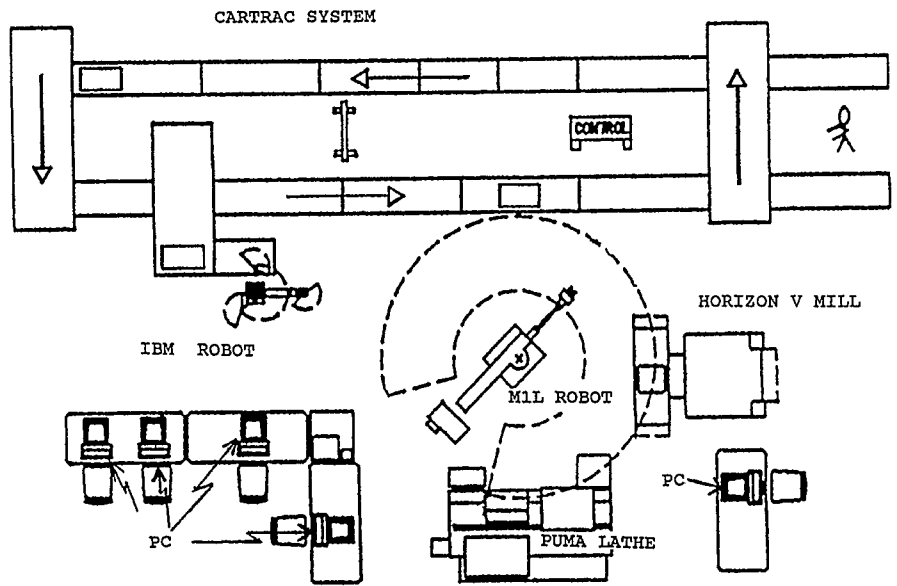 CARTRAC SYSTEM
CONTROL
HORIZON V MILL
IBM ROBOT
M1L ROBOT
PC
PC
PUMA LATHE